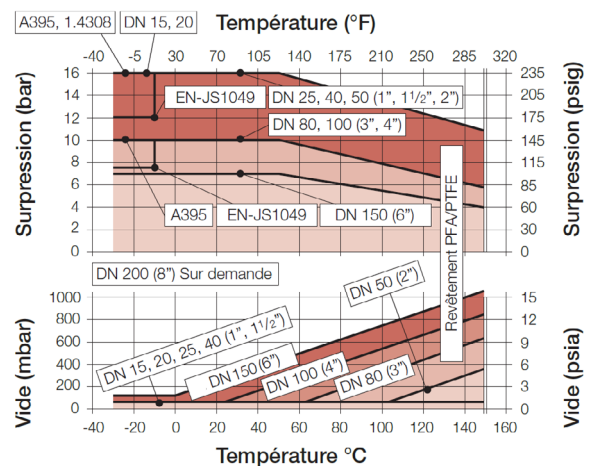 A395, 1.4308
DN 15, 20
Température (°F)
-40 -5 30 70 105 140 175 210 250 285 320
Surpression (bar)
16
14
12
10
8
6
4
2
0
235
205
175
145
115
85
60
30
0
Surpression (psig)
EN-JS1049
DN 25, 40, 50 (1”, 11/2”, 2”)
DN 80, 100 (3”, 4”)
A395
EN-JS1049
DN 150 (6”)
Revêtement PFA/PTFE
DN 200 (8”) Sur demande
Vide (mbar)
1000
800
600
400
200
0
15
12
9
6
3
0
Vide (psia)
DN 50 (2”)
DN 15, 20, 25, 40 (1”, 11/2”)
DN 150 (6”)
DN 100 (4”)
DN 80 (3”)
-40 -20 0 20 40 60 80 100 120 140 160
Température °C